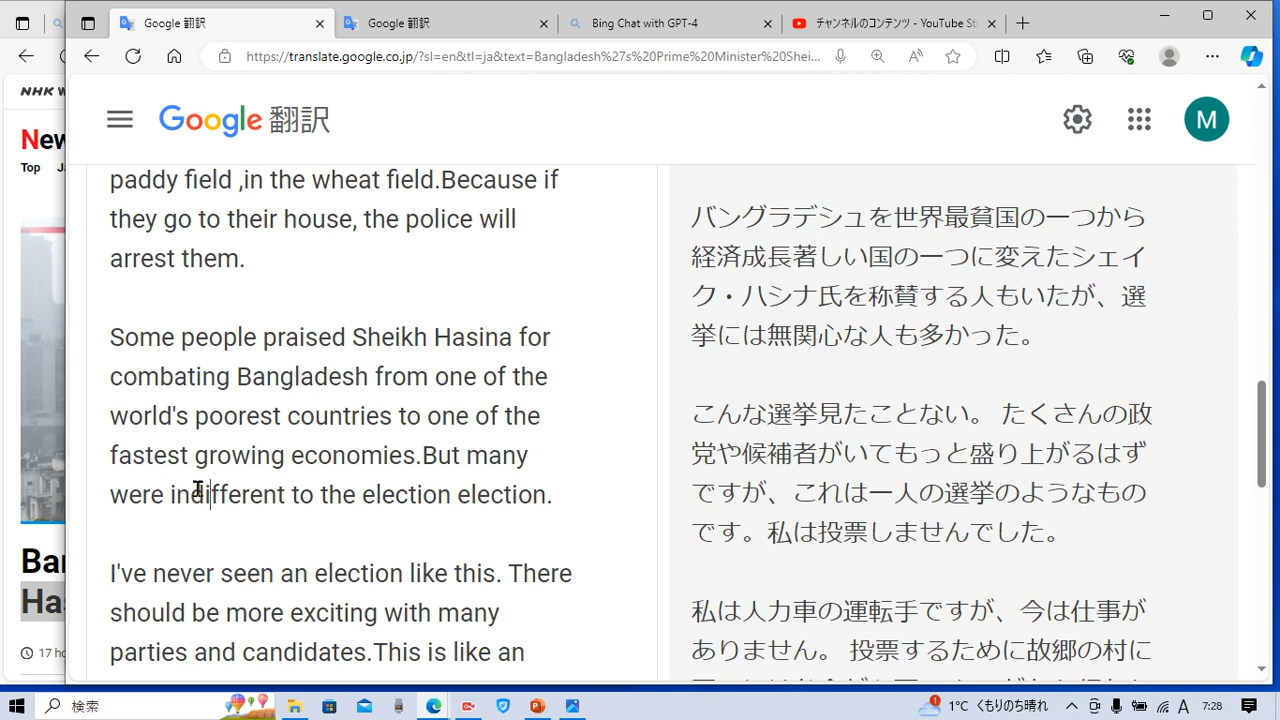 Google 翻訳
Google 翻訳
Bing Chat with GPT-4
チャンネルのコンテンツ - YouTube St
https://translate.google.co.jp/?sl=en&tl=ja&text=Bangladesh%27s%20Prime%20Minister%20Shei...
NHK W
New
Top
Ja
Google 翻訳
M
paddy field ,in the wheat field.Because if
they go to their house, the police will
arrest them.
Some people praised Sheikh Hasina for
combating Bangladesh from one of the
world's poorest countries to one of the
fastest growing economies.But many
were indifferent to the election election.
I've never seen an election like this. There
should be more exciting with many
parties and candidates.This is like an
バングラデシュを世界最貧国の一つから
経済成長著しい国の一つに変えたシェイ
ク・ハシナ氏を称賛する人もいたが、選
挙には無関心な人も多かった。
こんな選挙見たことない。 たくさんの政
党や候補者がいてもっと盛り上がるはず
ですが、これは一人の選挙のようなもの
です。私は投票しませんでした。
私は人力車の運転手ですが、今は仕事が
ありません。 投票するために故郷の村に
Ban
Has
17 ho
検索
1
1°C くもりのち晴れ
A
7:28